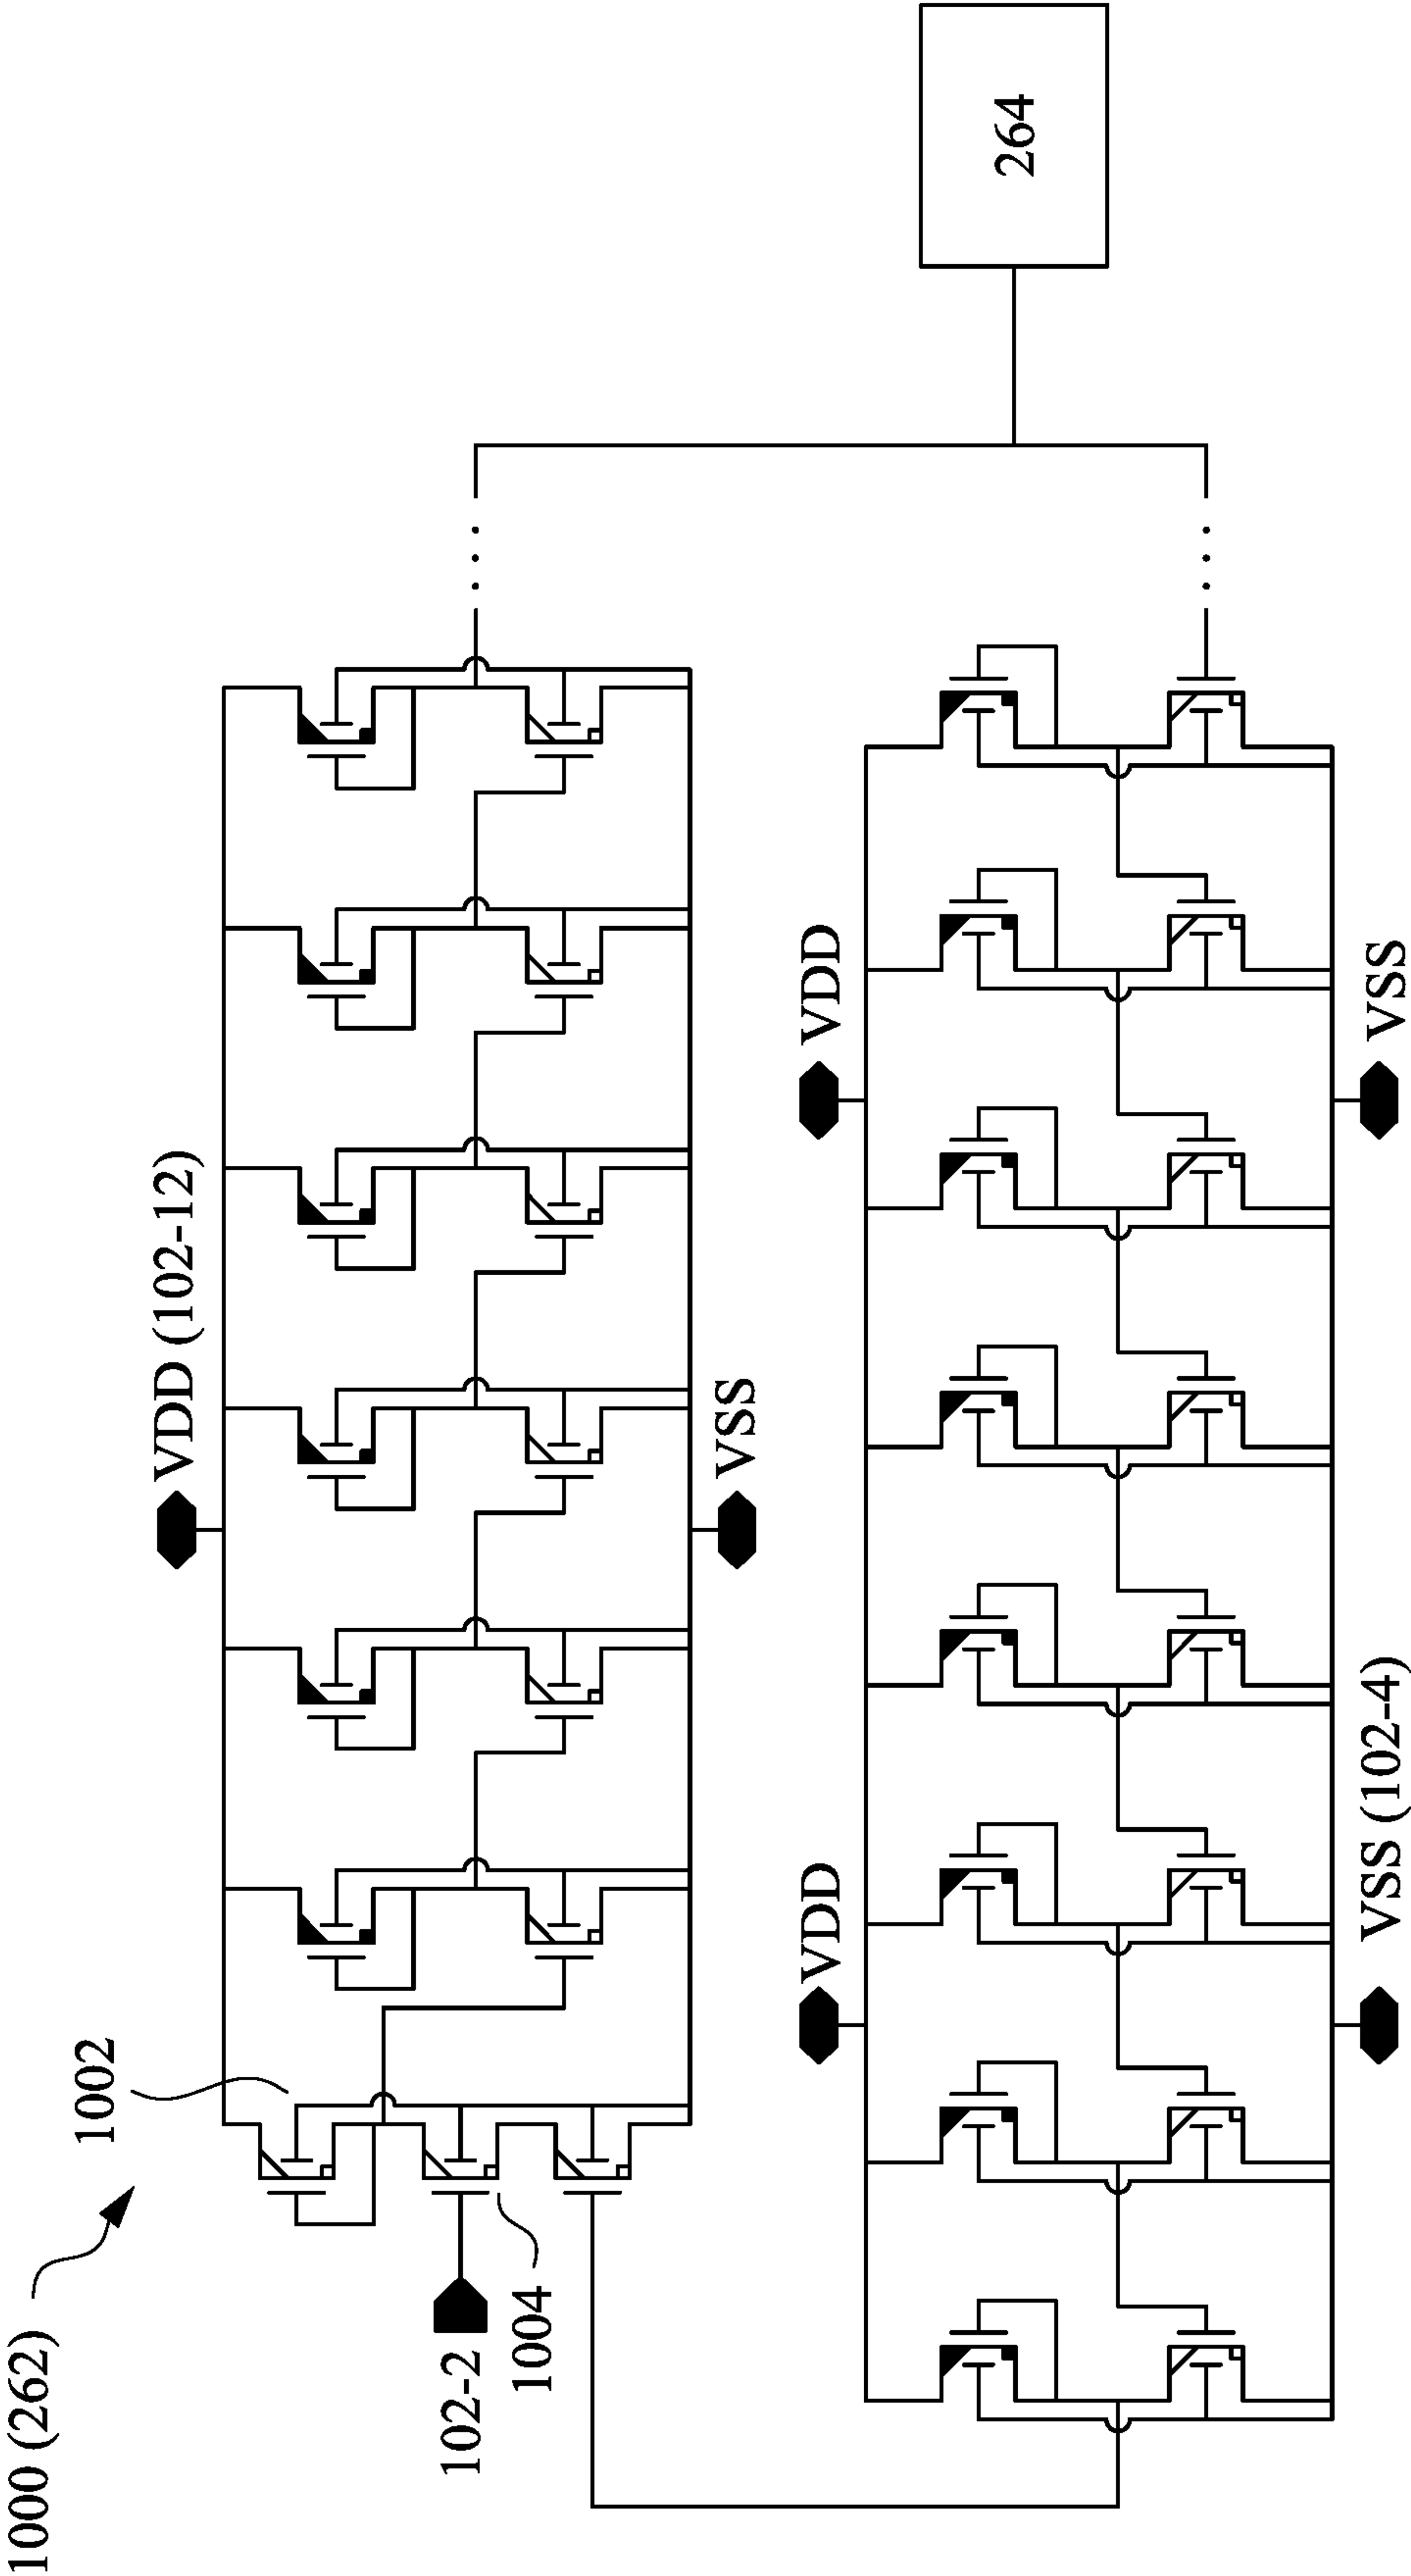 1000 (262)
1002
VDD (102-12)
102-2
1004
VSS
VDD
VDD
VSS (102-4)
VSS
264